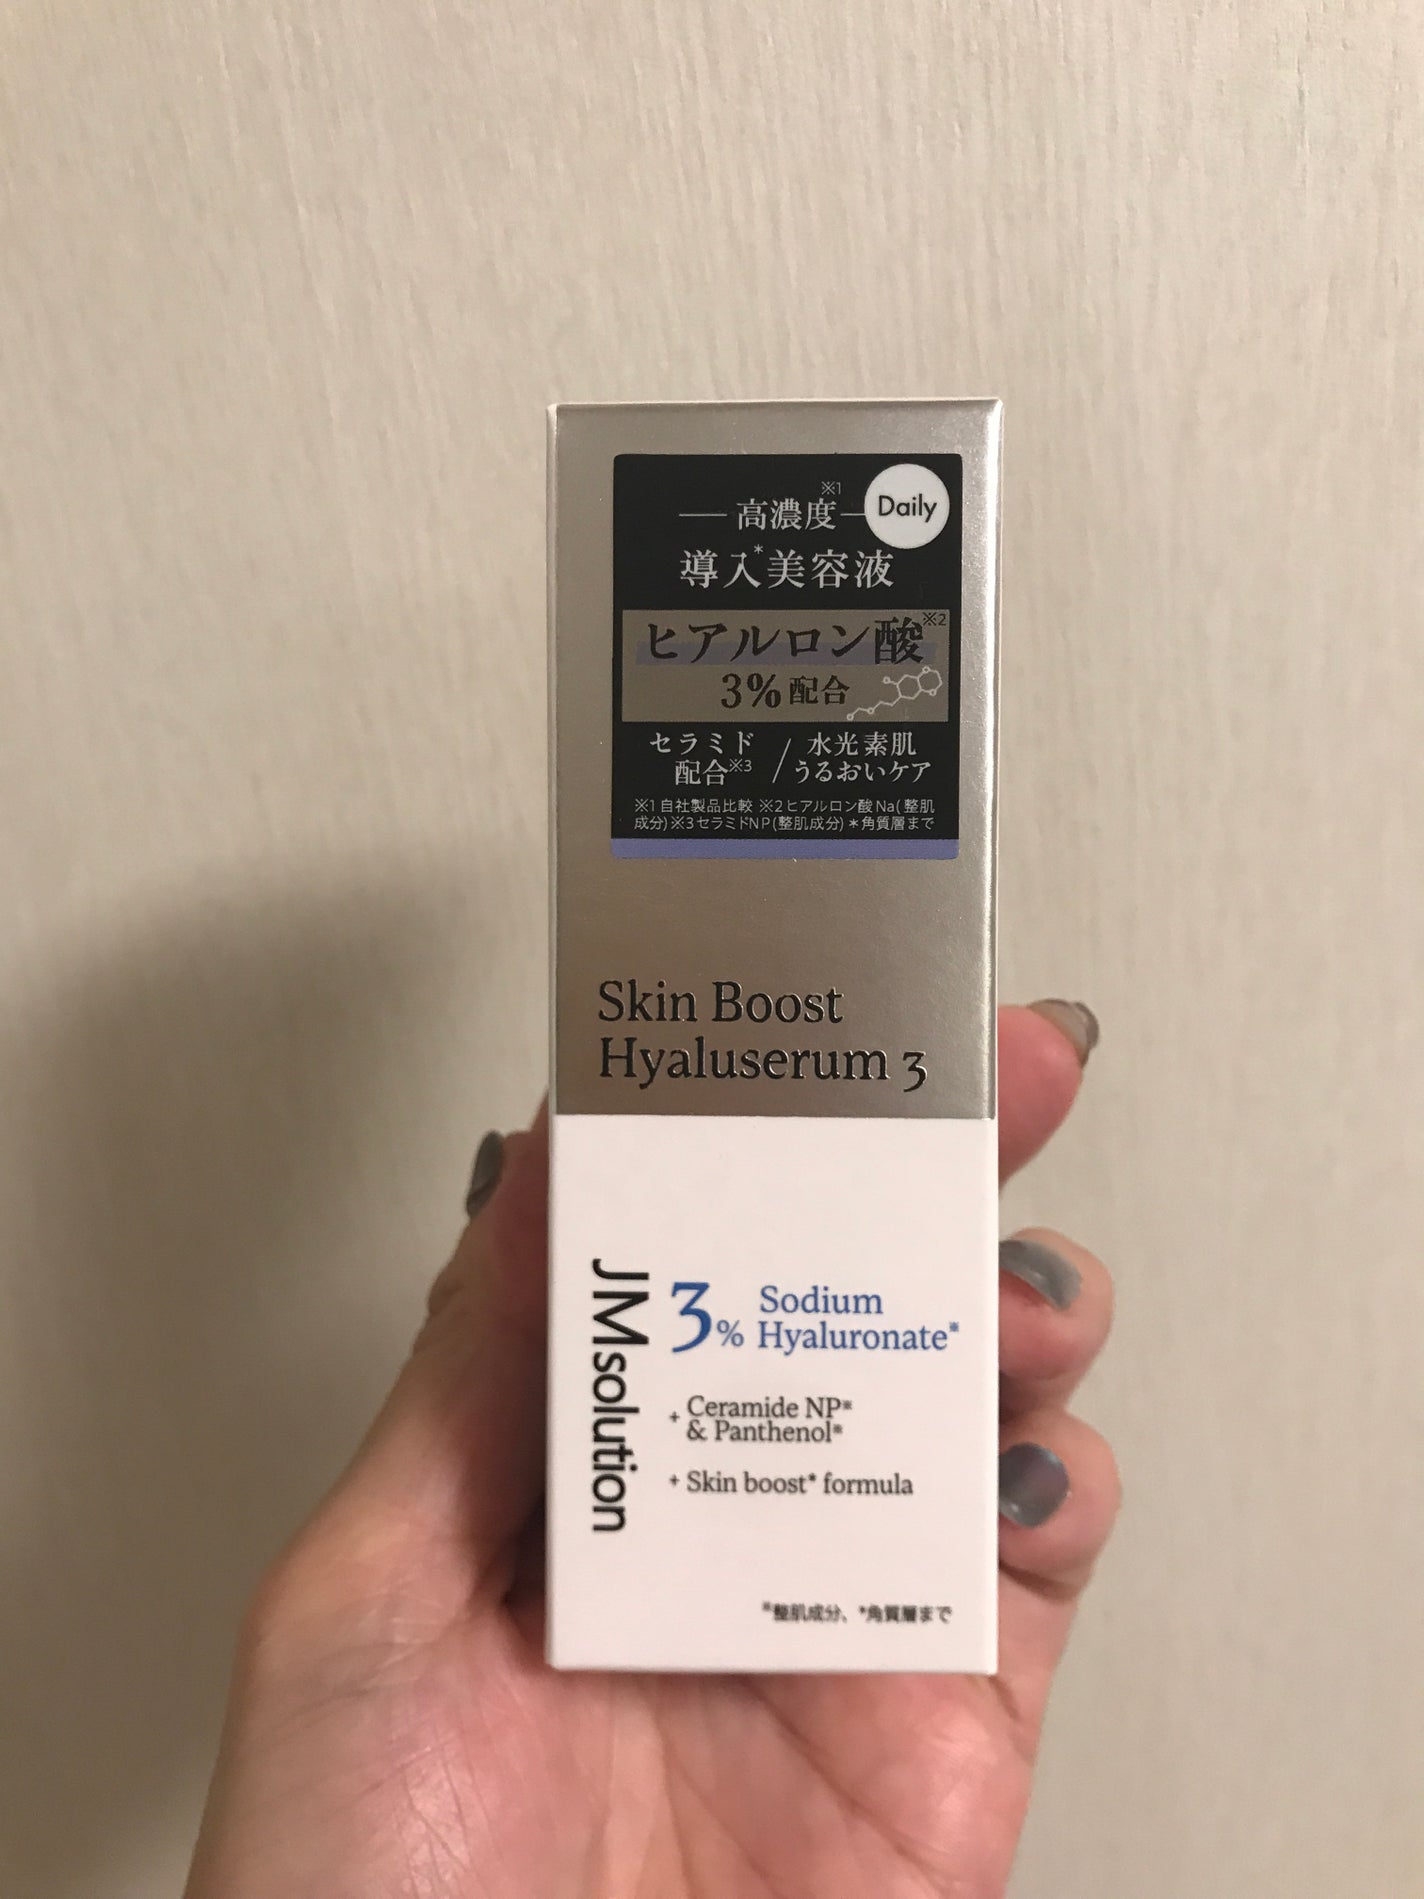 ※1
高濃度
Daily
導入*美容液
ヒアルロン酸※2
3%配合
セラミド
配合※3
/
水光素肌
うるおいケア
※1 自社製品比較 ※2 ヒアルロン酸Na(整肌
成分)※3セラミドNP(整肌成分) *角質層まで
Skin Boost
Hyaluserum 3
JMsolution
3% Sodium
Hyaluronate※
+ Ceramide NP※
& Panthenol※
+ Skin boost* formula
※整肌成分、*角質層まで